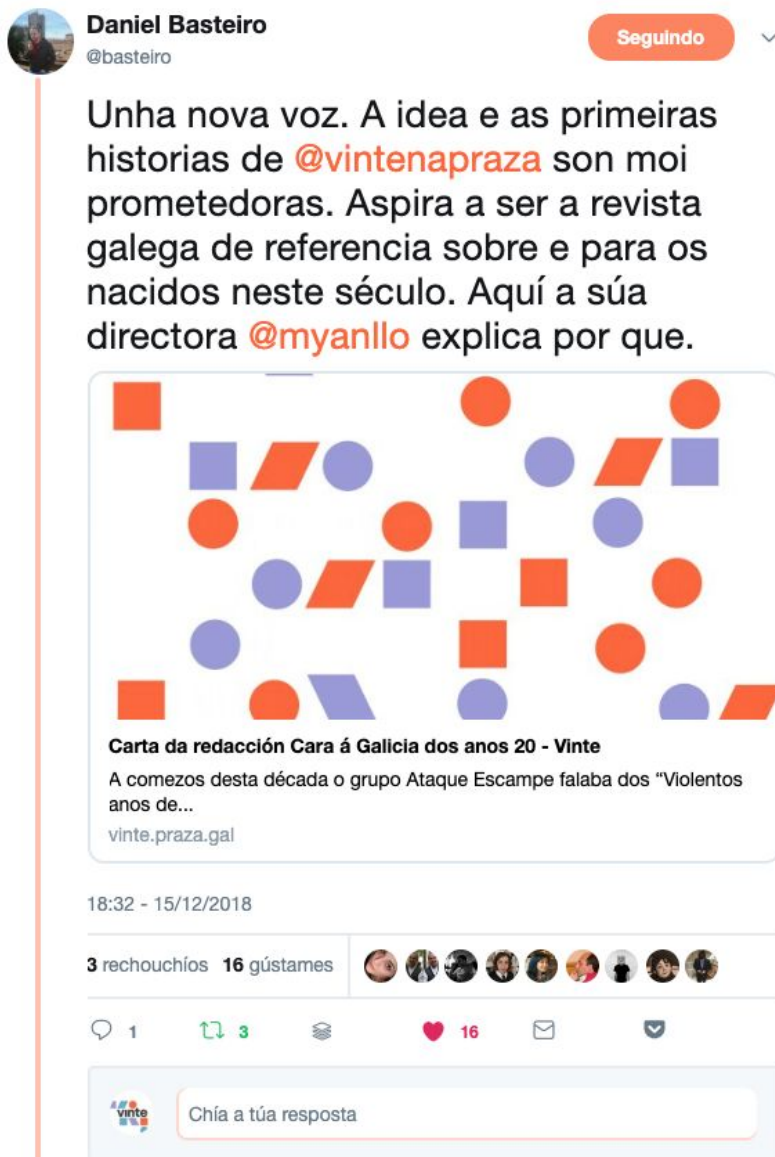 Daniel Basteiro
@basteiro
Seguindo
Unha nova voz. A idea e as primeiras
historias de @vintenapraza son moi
prometedoras. Aspira a ser a revista
galega de referencia sobre e para os
nacidos neste século. Aquí a súa
directora @myanllo explica por que.
Carta da redacción Cara á Galicia dos anos 20 - Vinte
A comezos desta década o grupo Ataque Escampe falaba dos “Violentos
anos de...
vinte.praza.gal
18:32 - 15/12/2018
3 rechouchíos 16 gústames
1 3 16
vinte
Chía a túa resposta